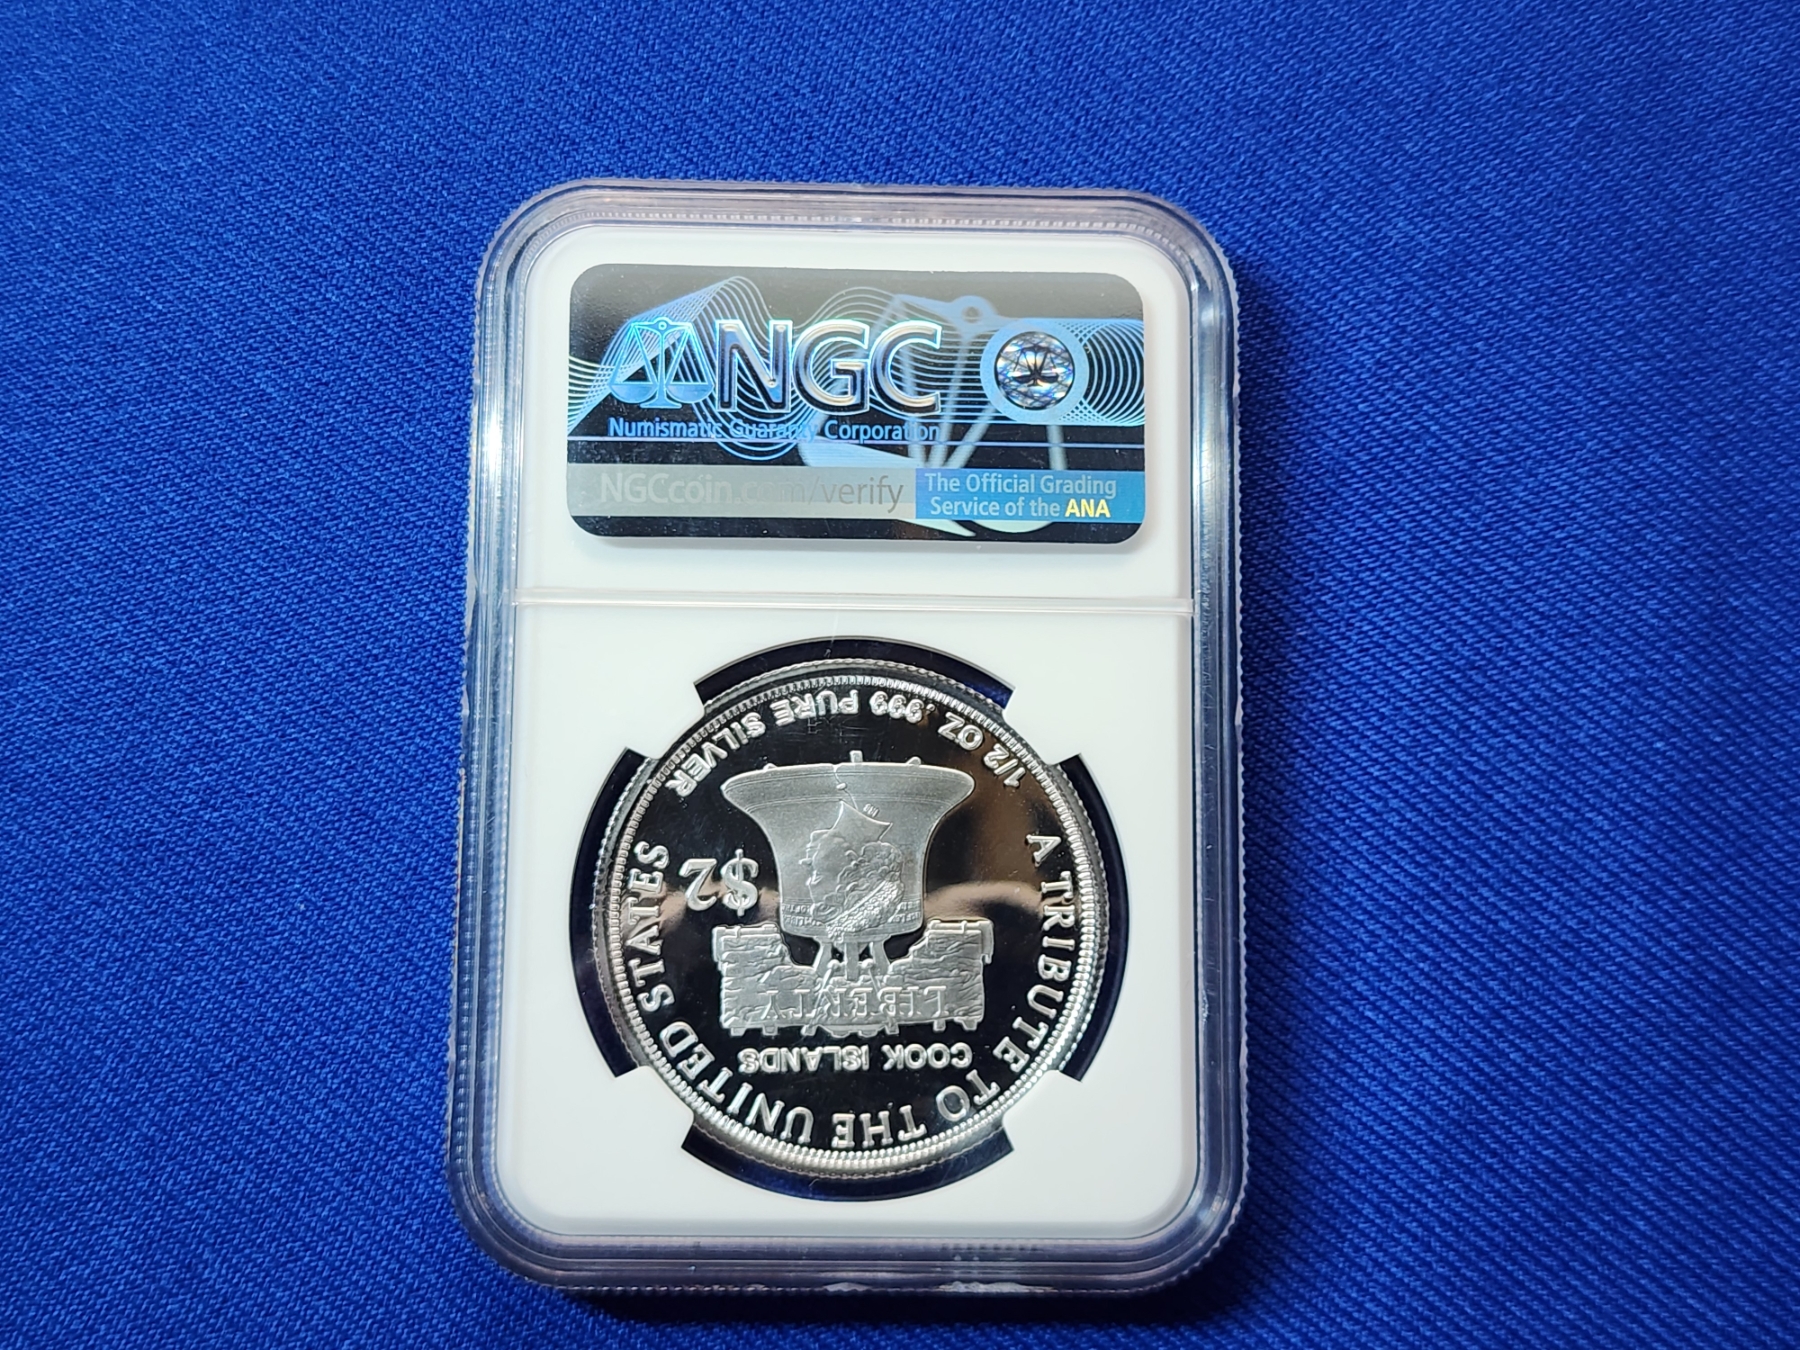 NGC
Numismatic Guaranty Corporation
NGCcoin.com/verify
The Official Grading
Service of the ANA
A TRIBUTE TO THE UNITED STATES
COOK ISLANDS
LIBERTY
$2
1/2 OZ .999 PURE SILVER